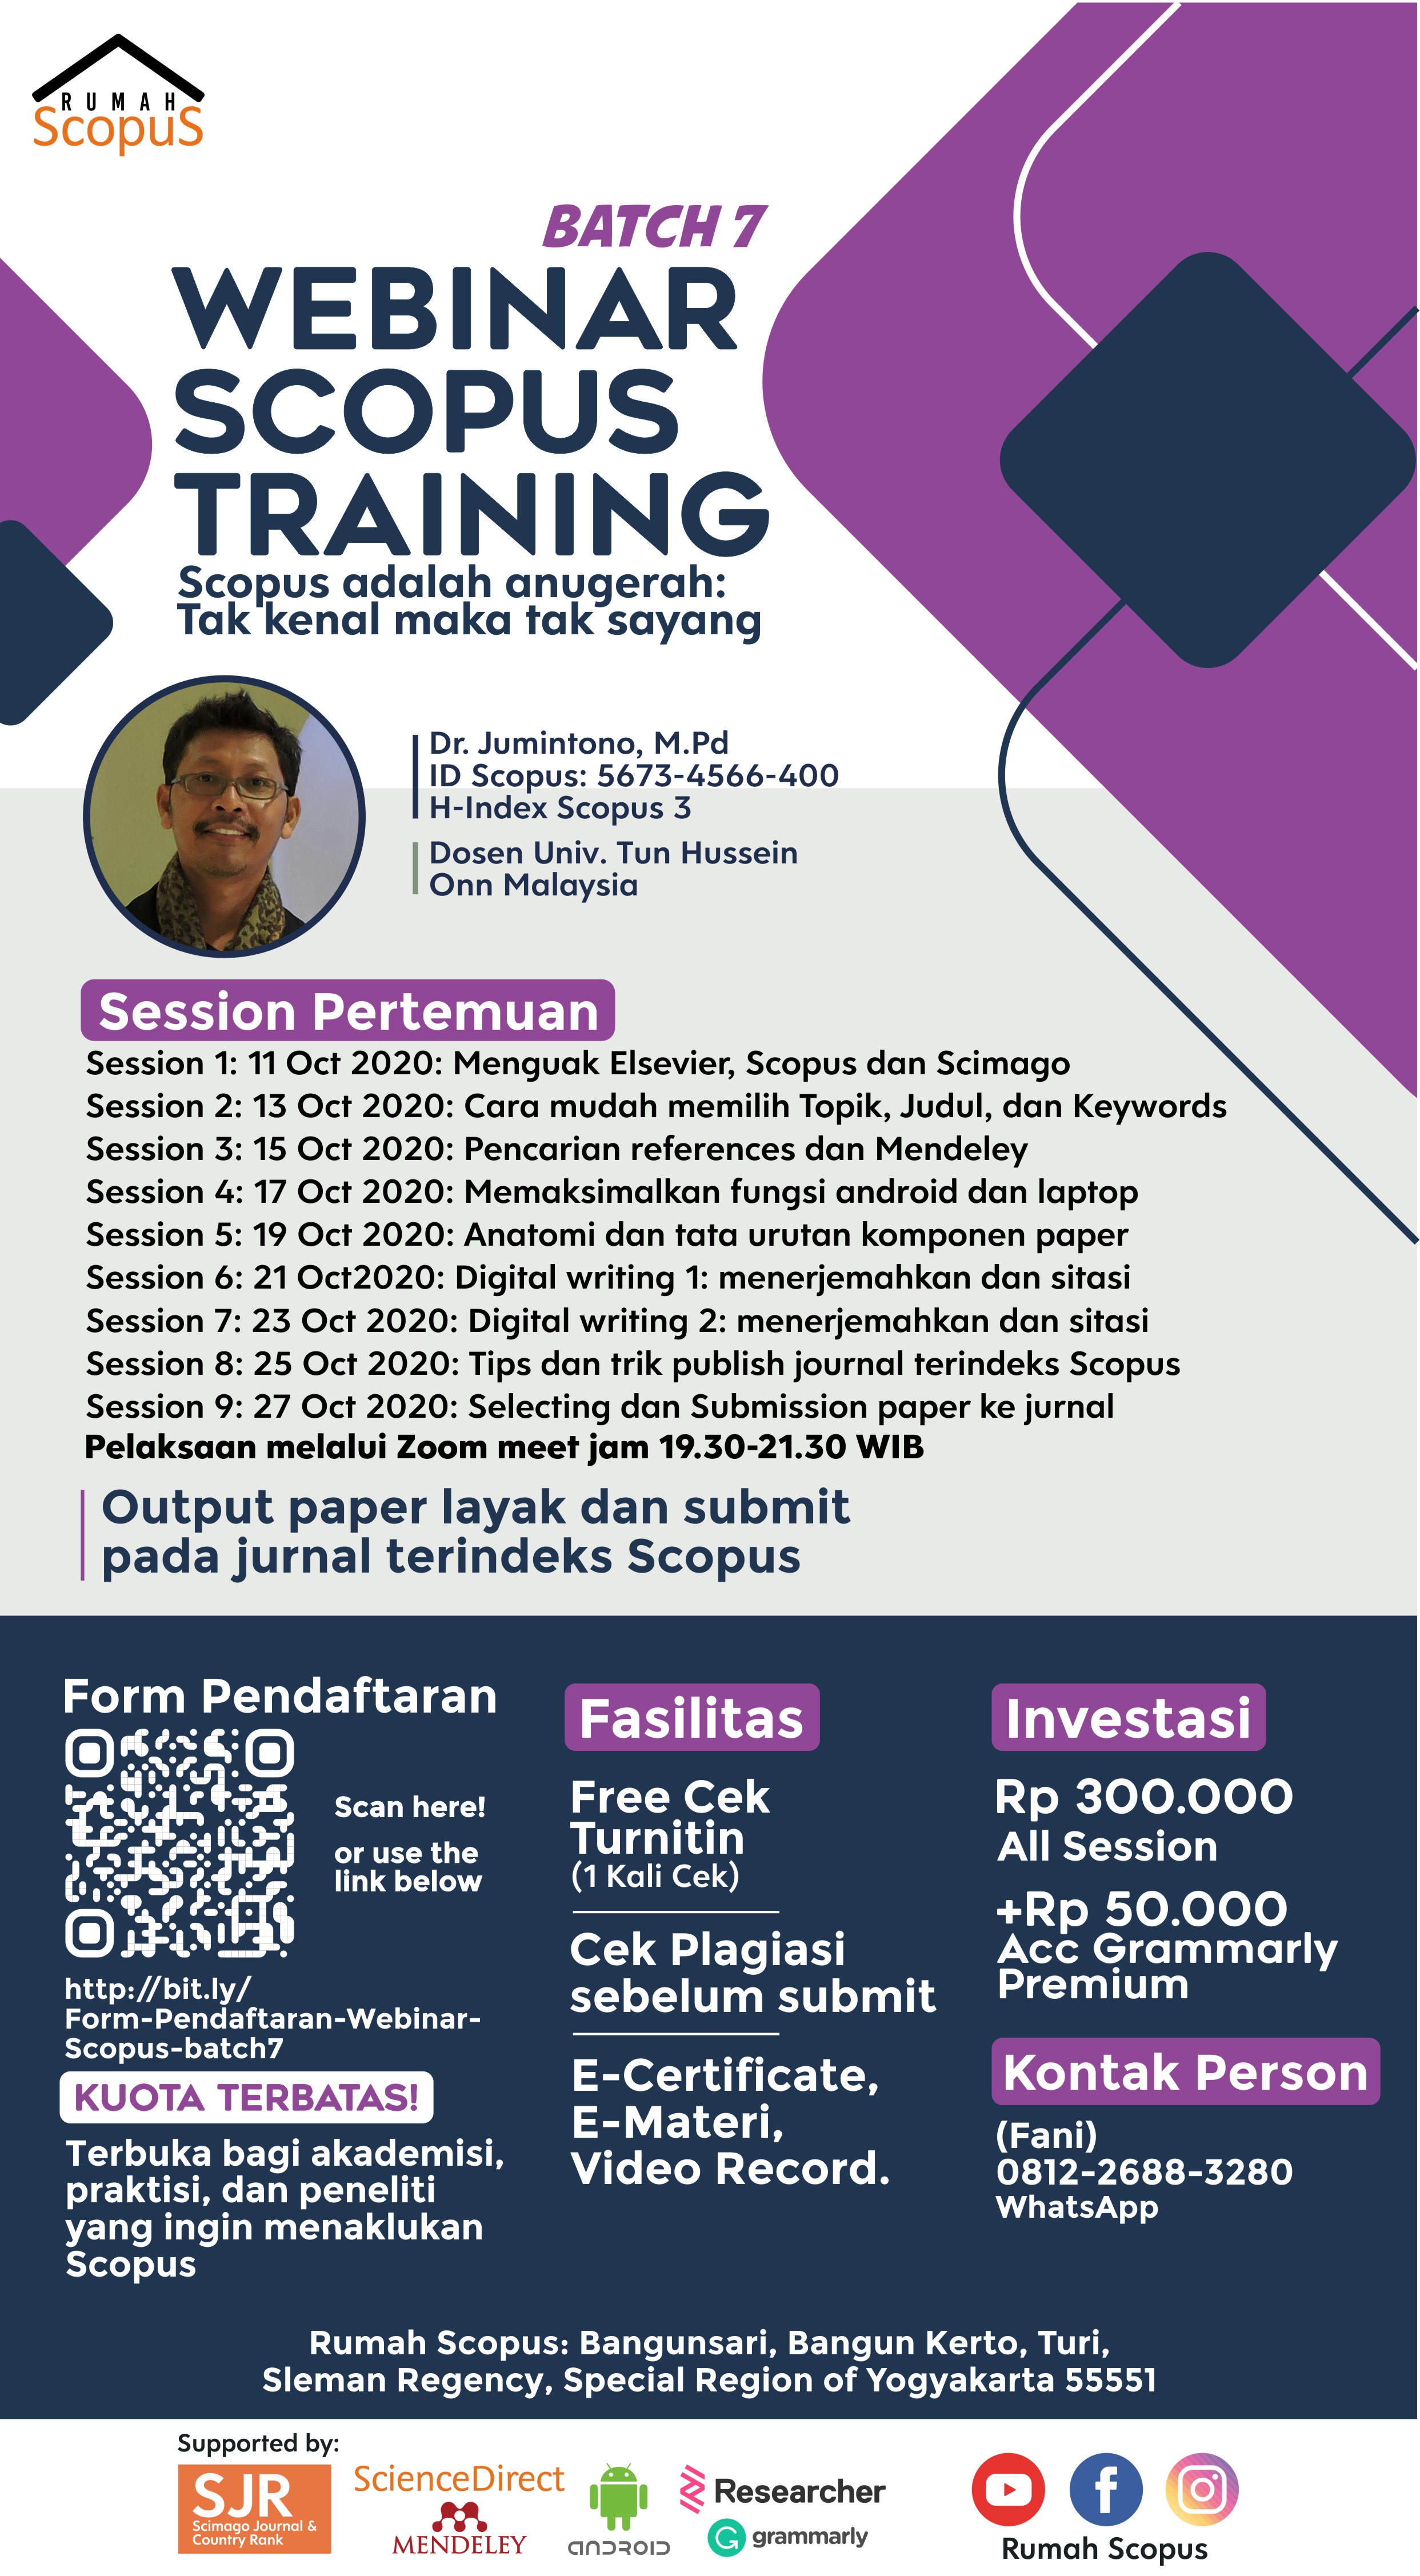 RUMAH
ScopuS
BATCH 7
WEBINAR
SCOPUS
TRAINING
Scopus adalah anugerah:
Tak kenal maka tak sayang
Dr. Jumintono, M.Pd
ID Scopus: 5673-4566-400
H-Index Scopus 3
Dosen Univ. Tun Hussein
Onn Malaysia
Session Pertemuan
Session 1: 11 Oct 2020: Menguak Elsevier, Scopus dan Scimago
Session 2: 13 Oct 2020: Cara mudah memilih Topik, Judul, dan Keywords
Session 3: 15 Oct 2020: Pencarian references dan Mendeley
Session 4: 17 Oct 2020: Memaksimalkan fungsi android dan laptop
Session 5: 19 Oct 2020: Anatomi dan tata urutan komponen paper
Session 6: 21 Oct2020: Digital writing 1: menerjemahkan dan sitasi
Session 7: 23 Oct 2020: Digital writing 2: menerjemahkan dan sitasi
Session 8: 25 Oct 2020: Tips dan trik publish journal terindeks Scopus
Session 9: 27 Oct 2020: Selecting dan Submission paper ke jurnal
Pelaksaan melalui Zoom meet jam 19.30-21.30 WIB
Output paper layak dan submit
pada jurnal terindeks Scopus
Form Pendaftaran
Scan here!
or use the
link below
http://bit.ly/
Form-Pendaftaran-Webinar-
Scopus-batch7
KUOTA TERBATAS!
Terbuka bagi akademisi,
praktisi, dan peneliti
yang ingin menaklukan
Scopus
Fasilitas
Free Cek
Turnitin
(1 Kali Cek)
Cek Plagiasi
sebelum submit
E-Certificate,
E-Materi,
Video Record.
Investasi
Rp 300.000
All Session
+Rp 50.000
Acc Grammarly
Premium
Kontak Person
(Fani)
0812-2688-3280
WhatsApp
Rumah Scopus: Bangunsari, Bangun Kerto, Turi,
Sleman Regency, Special Region of Yogyakarta 55551
Supported by:
SJR
Scimago Journal &
Country Rank
ScienceDirect
MENDELEY
ANDROID
Researcher
grammarly
Rumah Scopus